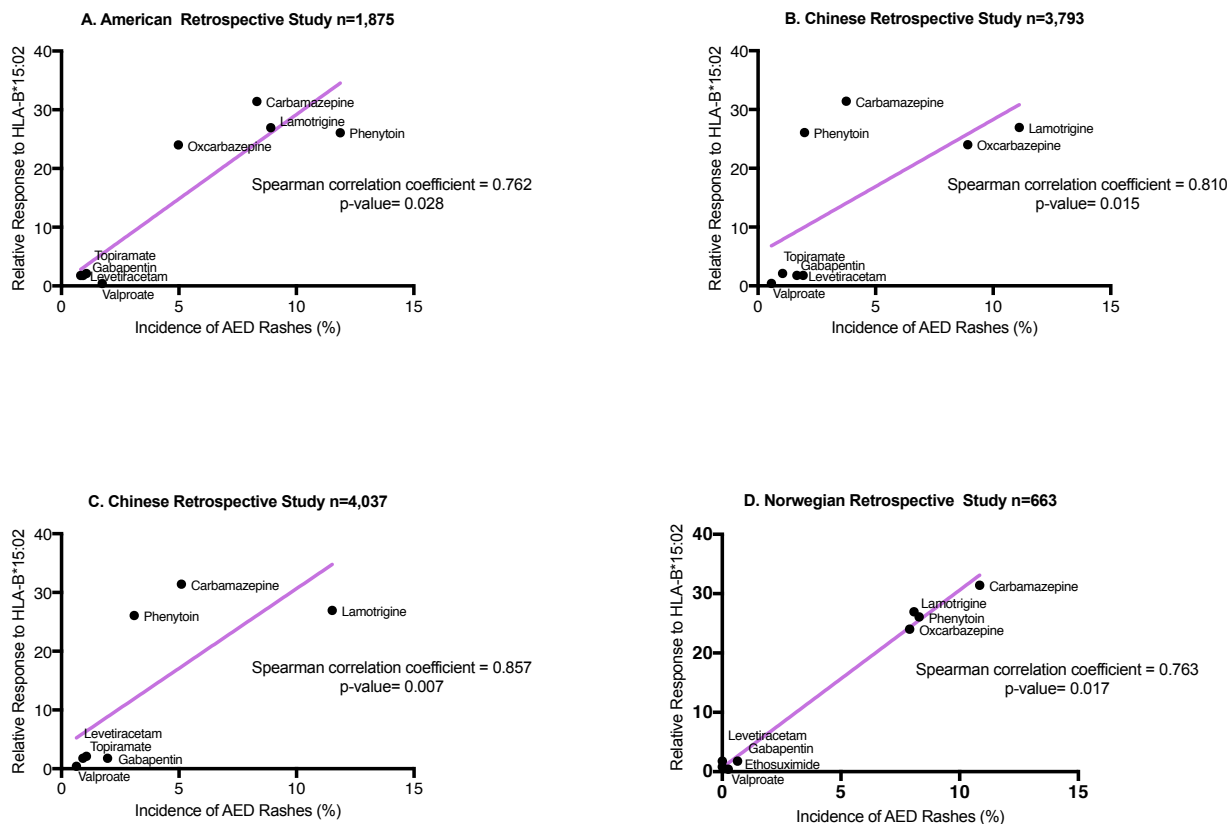 A. American Retrospective Study n=1,875
Relative Response to HLA-B*15:02
40
30
20
10
0
Carbamazepine
Lamotrigine
Phenytoin
Oxcarbazepine
Spearman correlation coefficient = 0.762
p-value= 0.028
Topiramate
Gabapentin
Levetiracetam
Valproate
0 5 10 15
Incidence of AED Rashes (%)
B. Chinese Retrospective Study n=3,793
Relative Response to HLA-B*15:02
40
30
20
10
0
Carbamazepine
Phenytoin
Lamotrigine
Oxcarbazepine
Spearman correlation coefficient = 0.810
p-value= 0.015
Topiramate
Gabapentin
Levetiracetam
Valproate
0 5 10 15
Incidence of AED Rashes (%)
C. Chinese Retrospective Study n=4,037
Relative Response to HLA-B*15:02
40
30
20
10
0
Carbamazepine
Phenytoin
Lamotrigine
Spearman correlation coefficient = 0.857
p-value= 0.007
Levetiracetam
Topiramate
Gabapentin
Valproate
0 5 10 15
Incidence of AED Rashes (%)
D. Norwegian Retrospective Study n=663
Relative Response to HLA-B*15:02
40
30
20
10
0
Carbamazepine
Lamotrigine
Phenytoin
Oxcarbazepine
Spearman correlation coefficient = 0.763
p-value= 0.017
Levetiracetam
Gabapentin
Ethosuximide
Valproate
0 5 10 15
Incidence of AED Rashes (%)